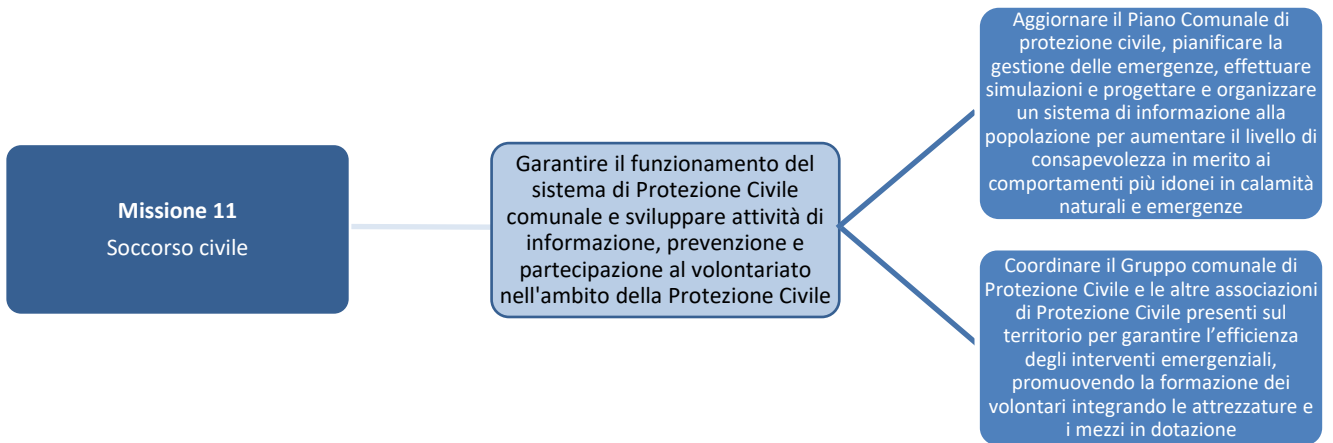 Missione 11
Soccorso civile
Garantire il funzionamento del
sistema di Protezione Civile
comunale e sviluppare attività di
informazione, prevenzione e
partecipazione al volontariato
nell'ambito della Protezione Civile
Aggiornare il Piano Comunale di
protezione civile, pianificare la
gestione delle emergenze, effettuare
simulazioni e progettare e organizzare
un sistema di informazione alla
popolazione per aumentare il livello di
consapevolezza in merito ai
comportamenti più idonei in calamità
naturali e emergenze
Coordinare il Gruppo comunale di
Protezione Civile e le altre associazioni
di Protezione Civile presenti sul
territorio per garantire l’efficienza
degli interventi emergenziali,
promuovendo la formazione dei
volontari integrando le attrezzature e
i mezzi in dotazione